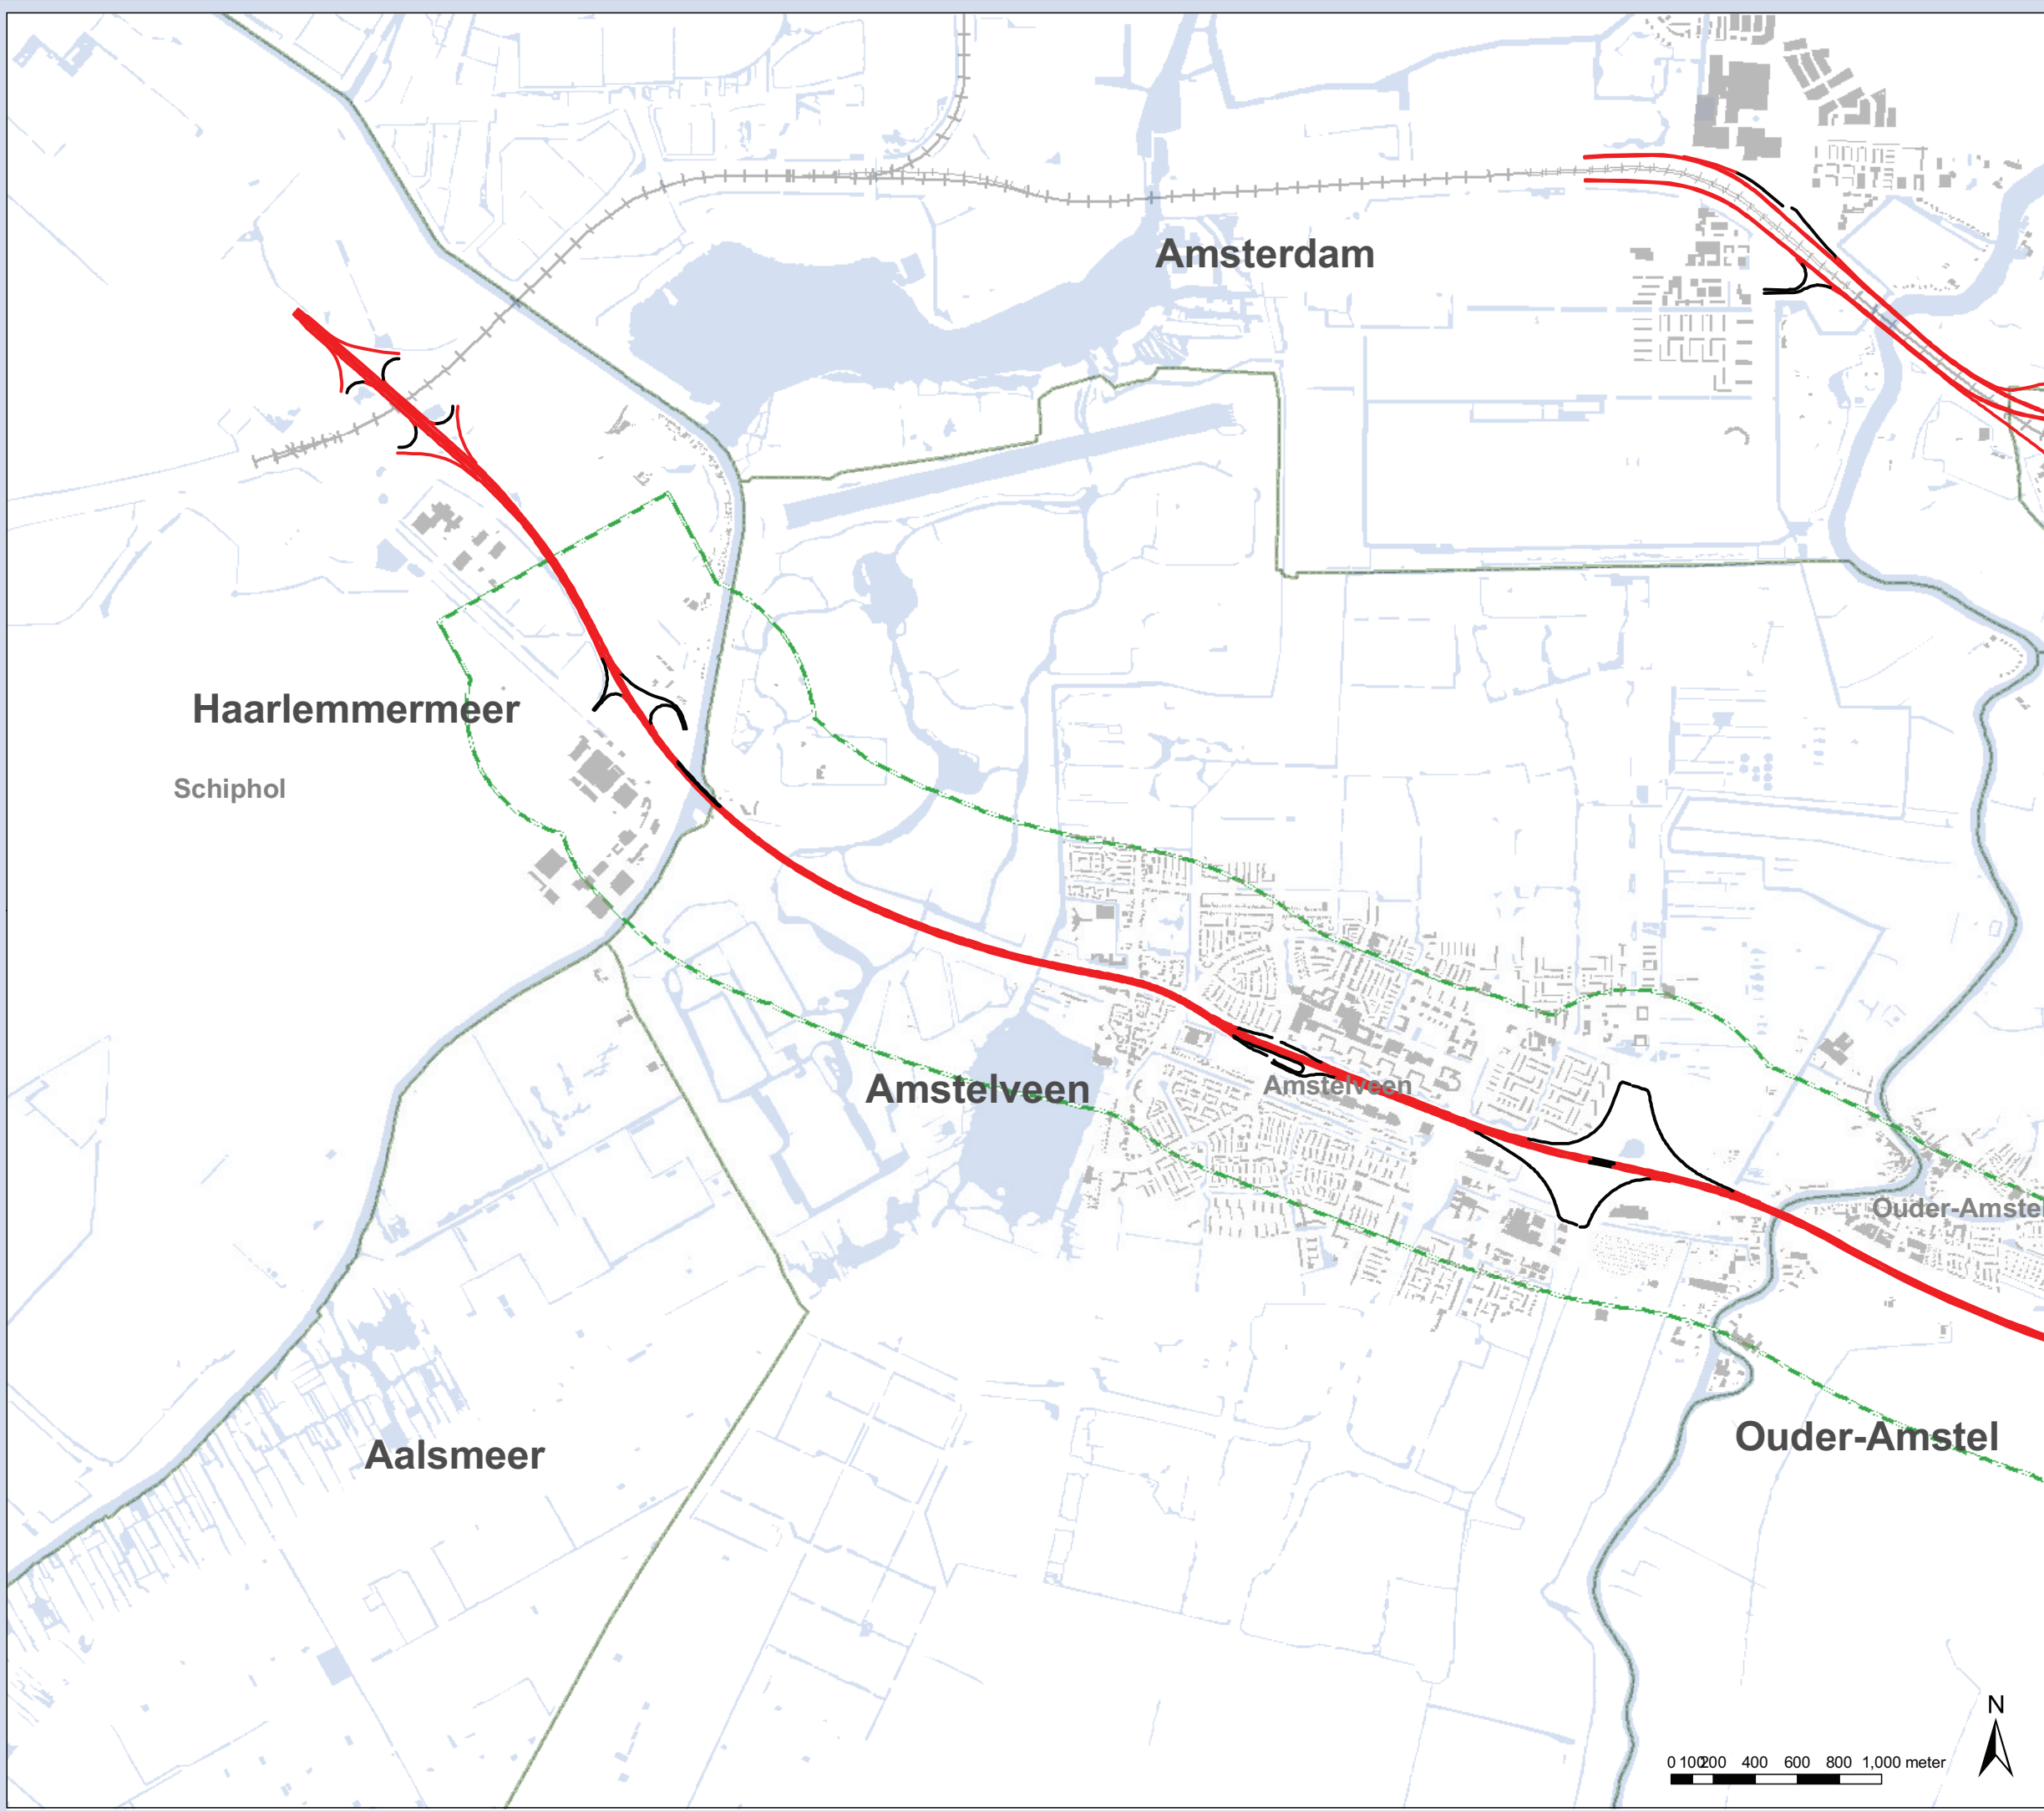 Amsterdam
Haarlemmermeer
Schiphol
Amstelveen
Amstelveen
Ouder-Amstel
Ouder-Amstel
Aalsmeer
N
0 100 200 400 600 800 1,000 meter